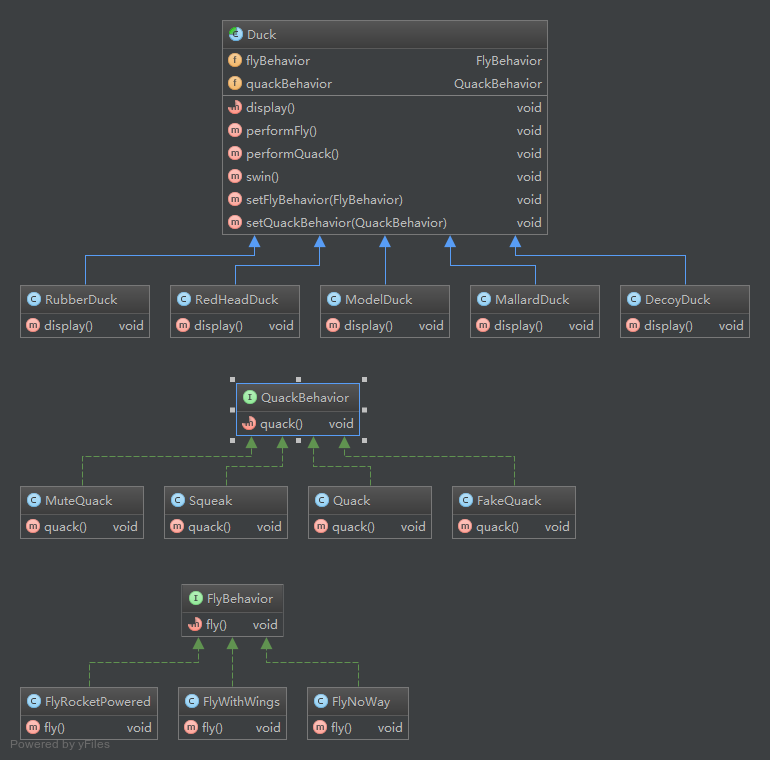 Duck
flyBehavior FlyBehavior
quackBehavior QuackBehavior
display() void
performFly() void
performQuack() void
swin() void
setFlyBehavior(FlyBehavior) void
setQuackBehavior(QuackBehavior) void
RubberDuck
display() void
RedHeadDuck
display() void
ModelDuck
display() void
MallardDuck
display() void
DecoyDuck
display() void
QuackBehavior
quack() void
MuteQuack
quack() void
Squeak
quack() void
Quack
quack() void
FakeQuack
quack() void
FlyBehavior
fly() void
FlyRocketPowered
fly() void
FlyWithWings
fly() void
FlyNoWay
fly() void
Powered by yFiles